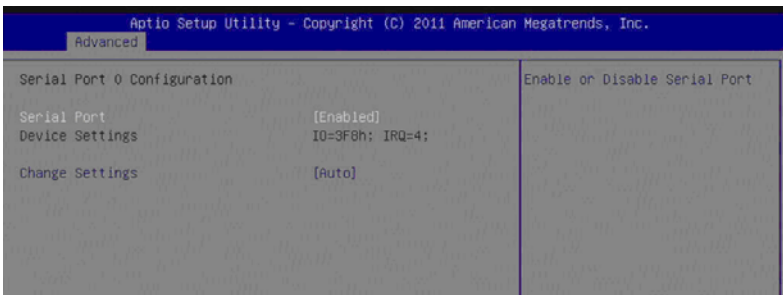 Aptio Setup Utility - Copyright (C) 2011 American Megatrends, Inc.
Advanced
Serial Port 0 Configuration
Enable or Disable Serial Port
Serial Port [Enabled]
Device Settings IO=3F8h; IRQ=4;
Change Settings [Auto]